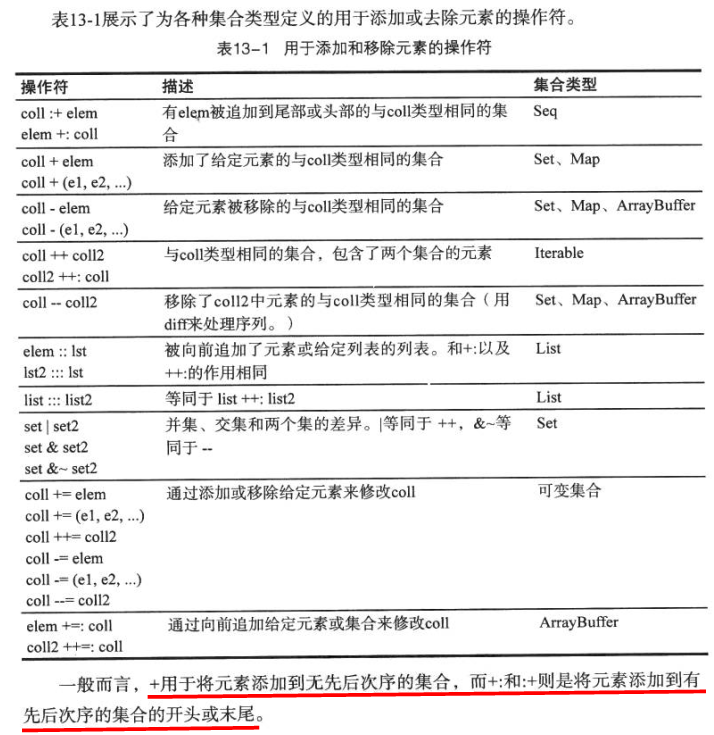 表13-1展示了为各种集合类型定义的用于添加或去除元素的操作符。
表13-1 用于添加和移除元素的操作符
操作符 描述 集合类型
coll :+ elem 有elem被追加到尾部或头部的与coll类型相同的集 Seq
elem +: coll 合
coll + elem 添加了给定元素的与coll类型相同的集合 Set、Map
coll + (e1, e2, ...)
coll - elem 给定元素被移除的与coll类型相同的集合 Set、Map、ArrayBuffer
coll - (e1, e2, ...)
coll ++ coll2 与coll类型相同的集合，包含了两个集合的元素 Iterable
coll2 ++: coll
coll -- coll2 移除了coll2中元素的与coll类型相同的集合（用 Set、Map、ArrayBuffer
diff来处理序列。）
elem :: lst 被向前追加了元素或给定列表的列表。和+:以及 List
lst2 ::: lst ++:的作用相同
list ::: list2 等同于 list ++: list2 List
set | set2 并集、交集和两个集的差异。|等同于 ++，&~等 Set
set & set2 同于 --
set &~ set2
coll += elem 通过添加或移除给定元素来修改coll 可变集合
coll += (e1, e2, ...)
coll ++= coll2
coll -= elem
coll -= (e1, e2, ...)
coll --= coll2
elem +=: coll 通过向前追加给定元素或集合来修改coll ArrayBuffer
coll2 ++=: coll
一般而言，+用于将元素添加到无先后次序的集合，而+:和:+则是将元素添加到有
先后次序的集合的开头或末尾。